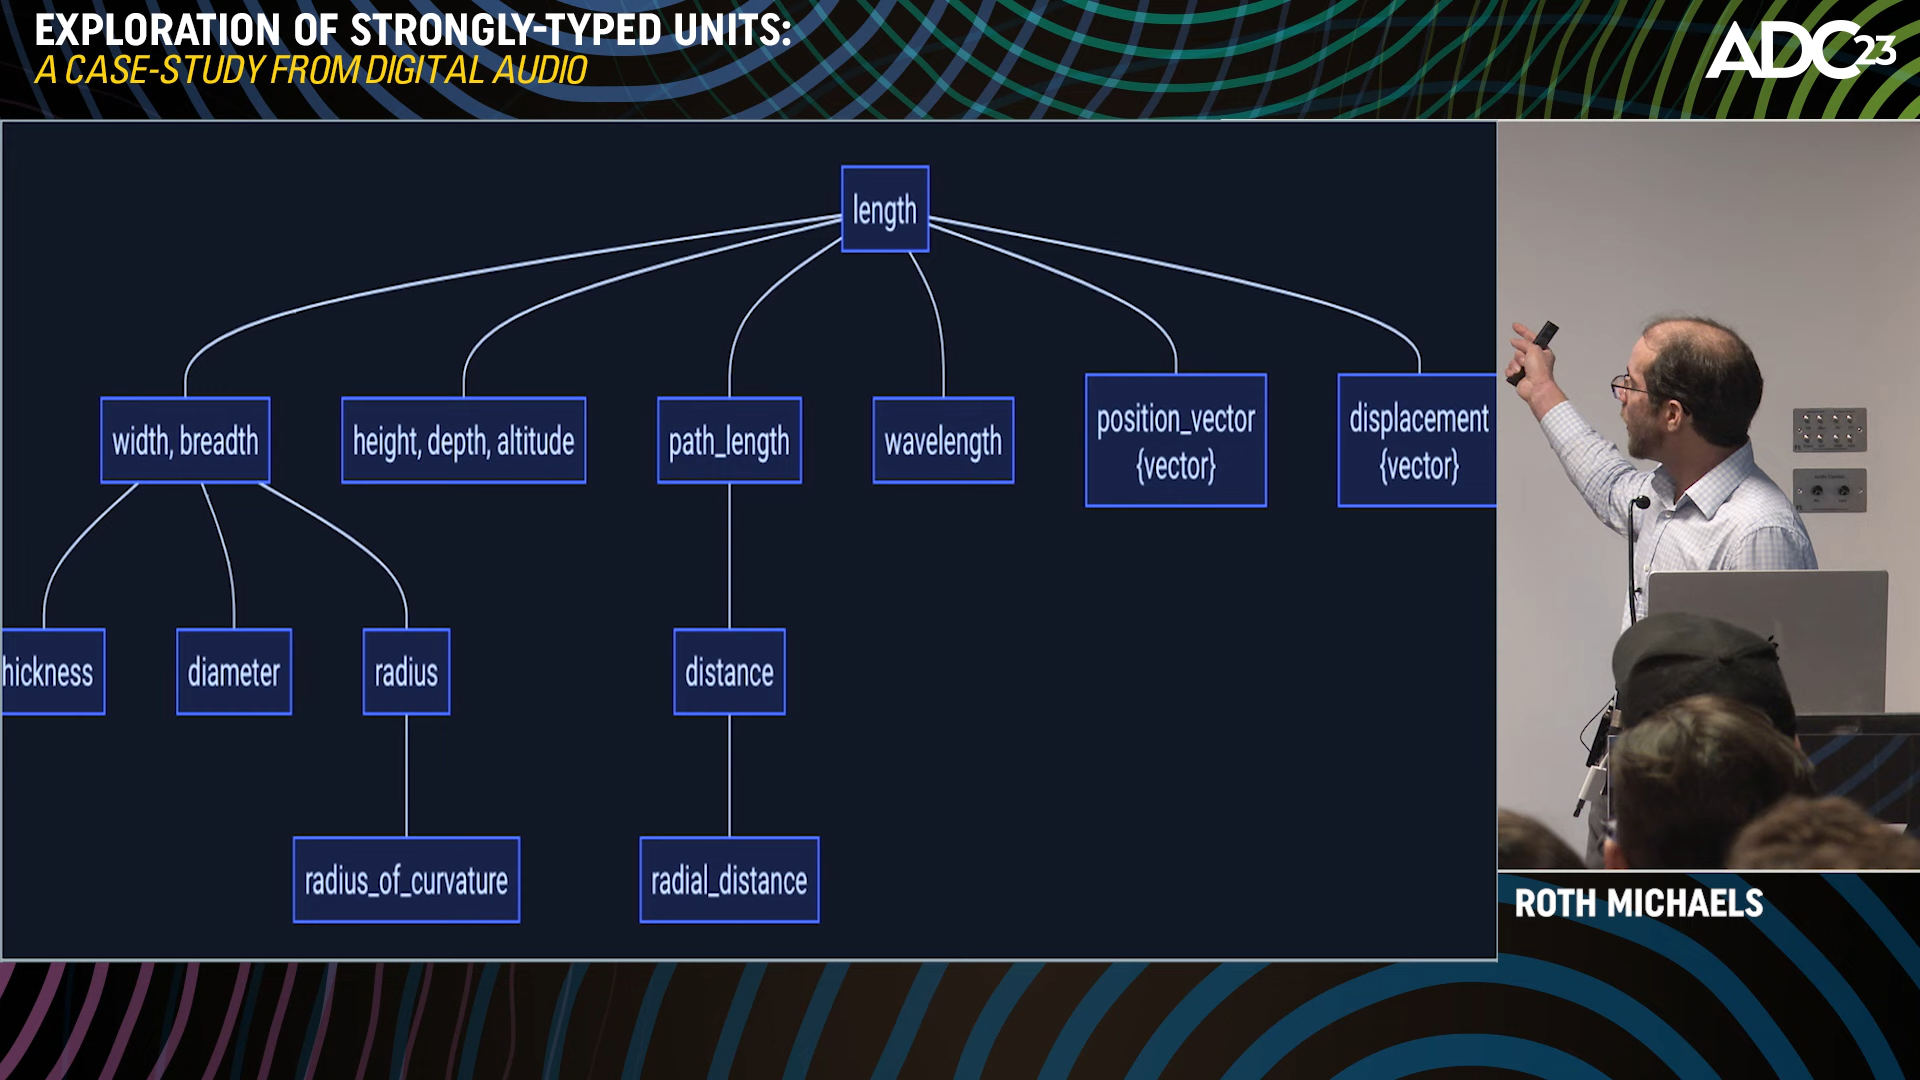 EXPLORATION OF STRONGLY-TYPED UNITS:
A CASE-STUDY FROM DIGITAL AUDIO
ADC23
length
width, breadth
height, depth, altitude
path_length
wavelength
position_vector
{vector}
displacement
{vector}
hickness
diameter
radius
distance
radius_of_curvature
radial_distance
ROTH MICHAELS